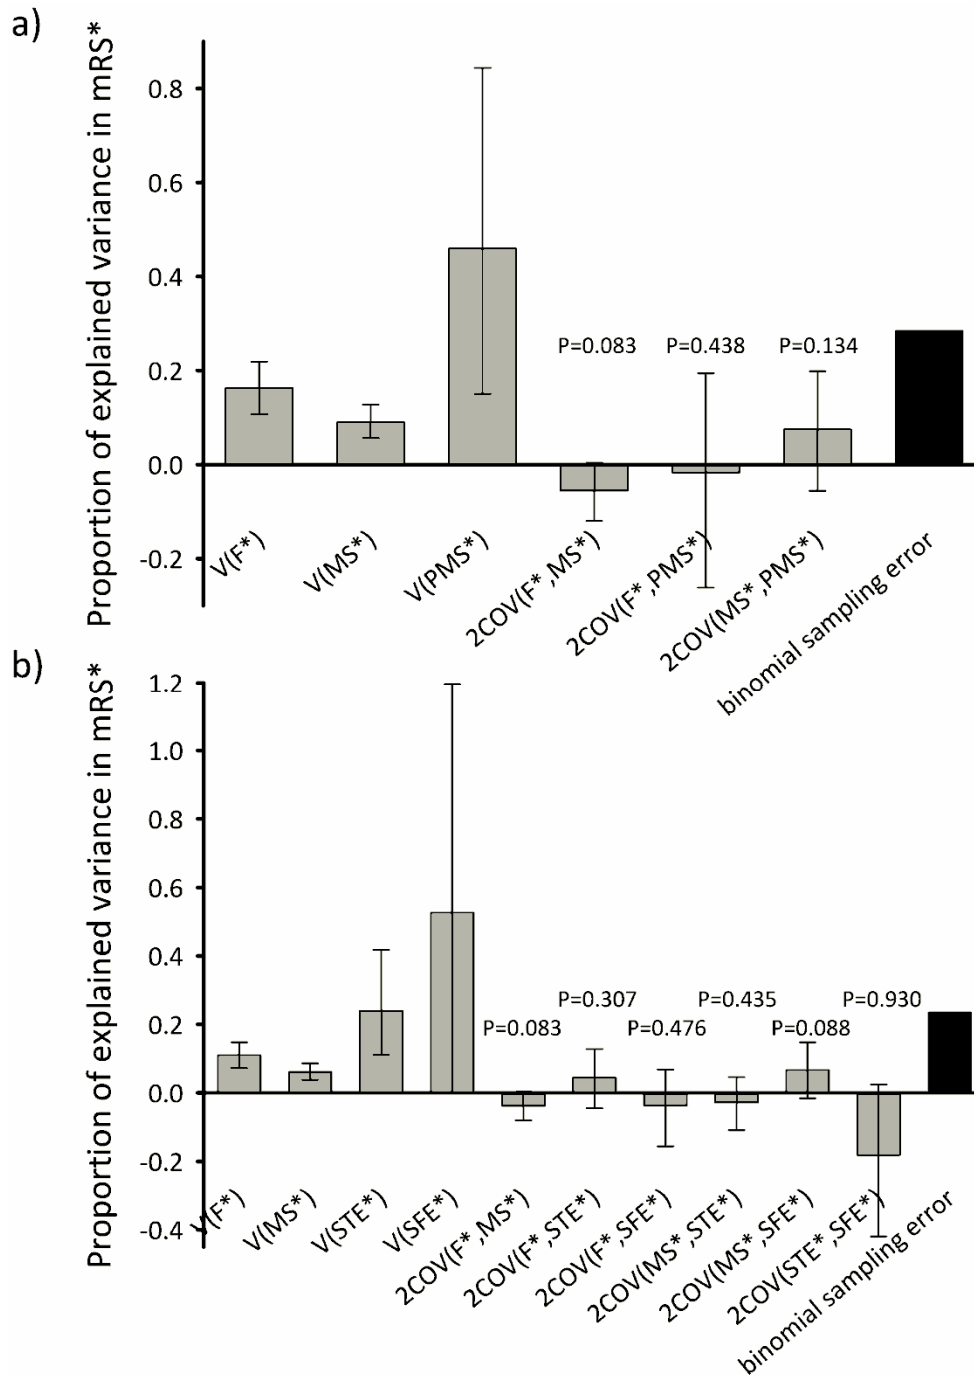 a)
Proportion of explained variance in mRS*
0.8
0.6
0.4
0.2
0.0
-0.2
P=0.083
P=0.438
P=0.134
V(F*)
V(MS*)
V(PMS*)
2COV(F*,MS*)
2COV(F*,PMS*)
2COV(MS*,PMS*)
binomial sampling error
b)
Proportion of explained variance in mRS*
1.2
1.0
0.8
0.6
0.4
0.2
0.0
-0.2
-0.4
P=0.083
P=0.307
P=0.476
P=0.435
P=0.088
P=0.930
V(F*)
V(MS*)
V(STE*)
V(SFE*)
2COV(F*,MS*)
2COV(F*,STE*)
2COV(F*,SFE*)
2COV(MS*,STE*)
2COV(MS*,SFE*)
2COV(STE*,SFE*)
binomial sampling error